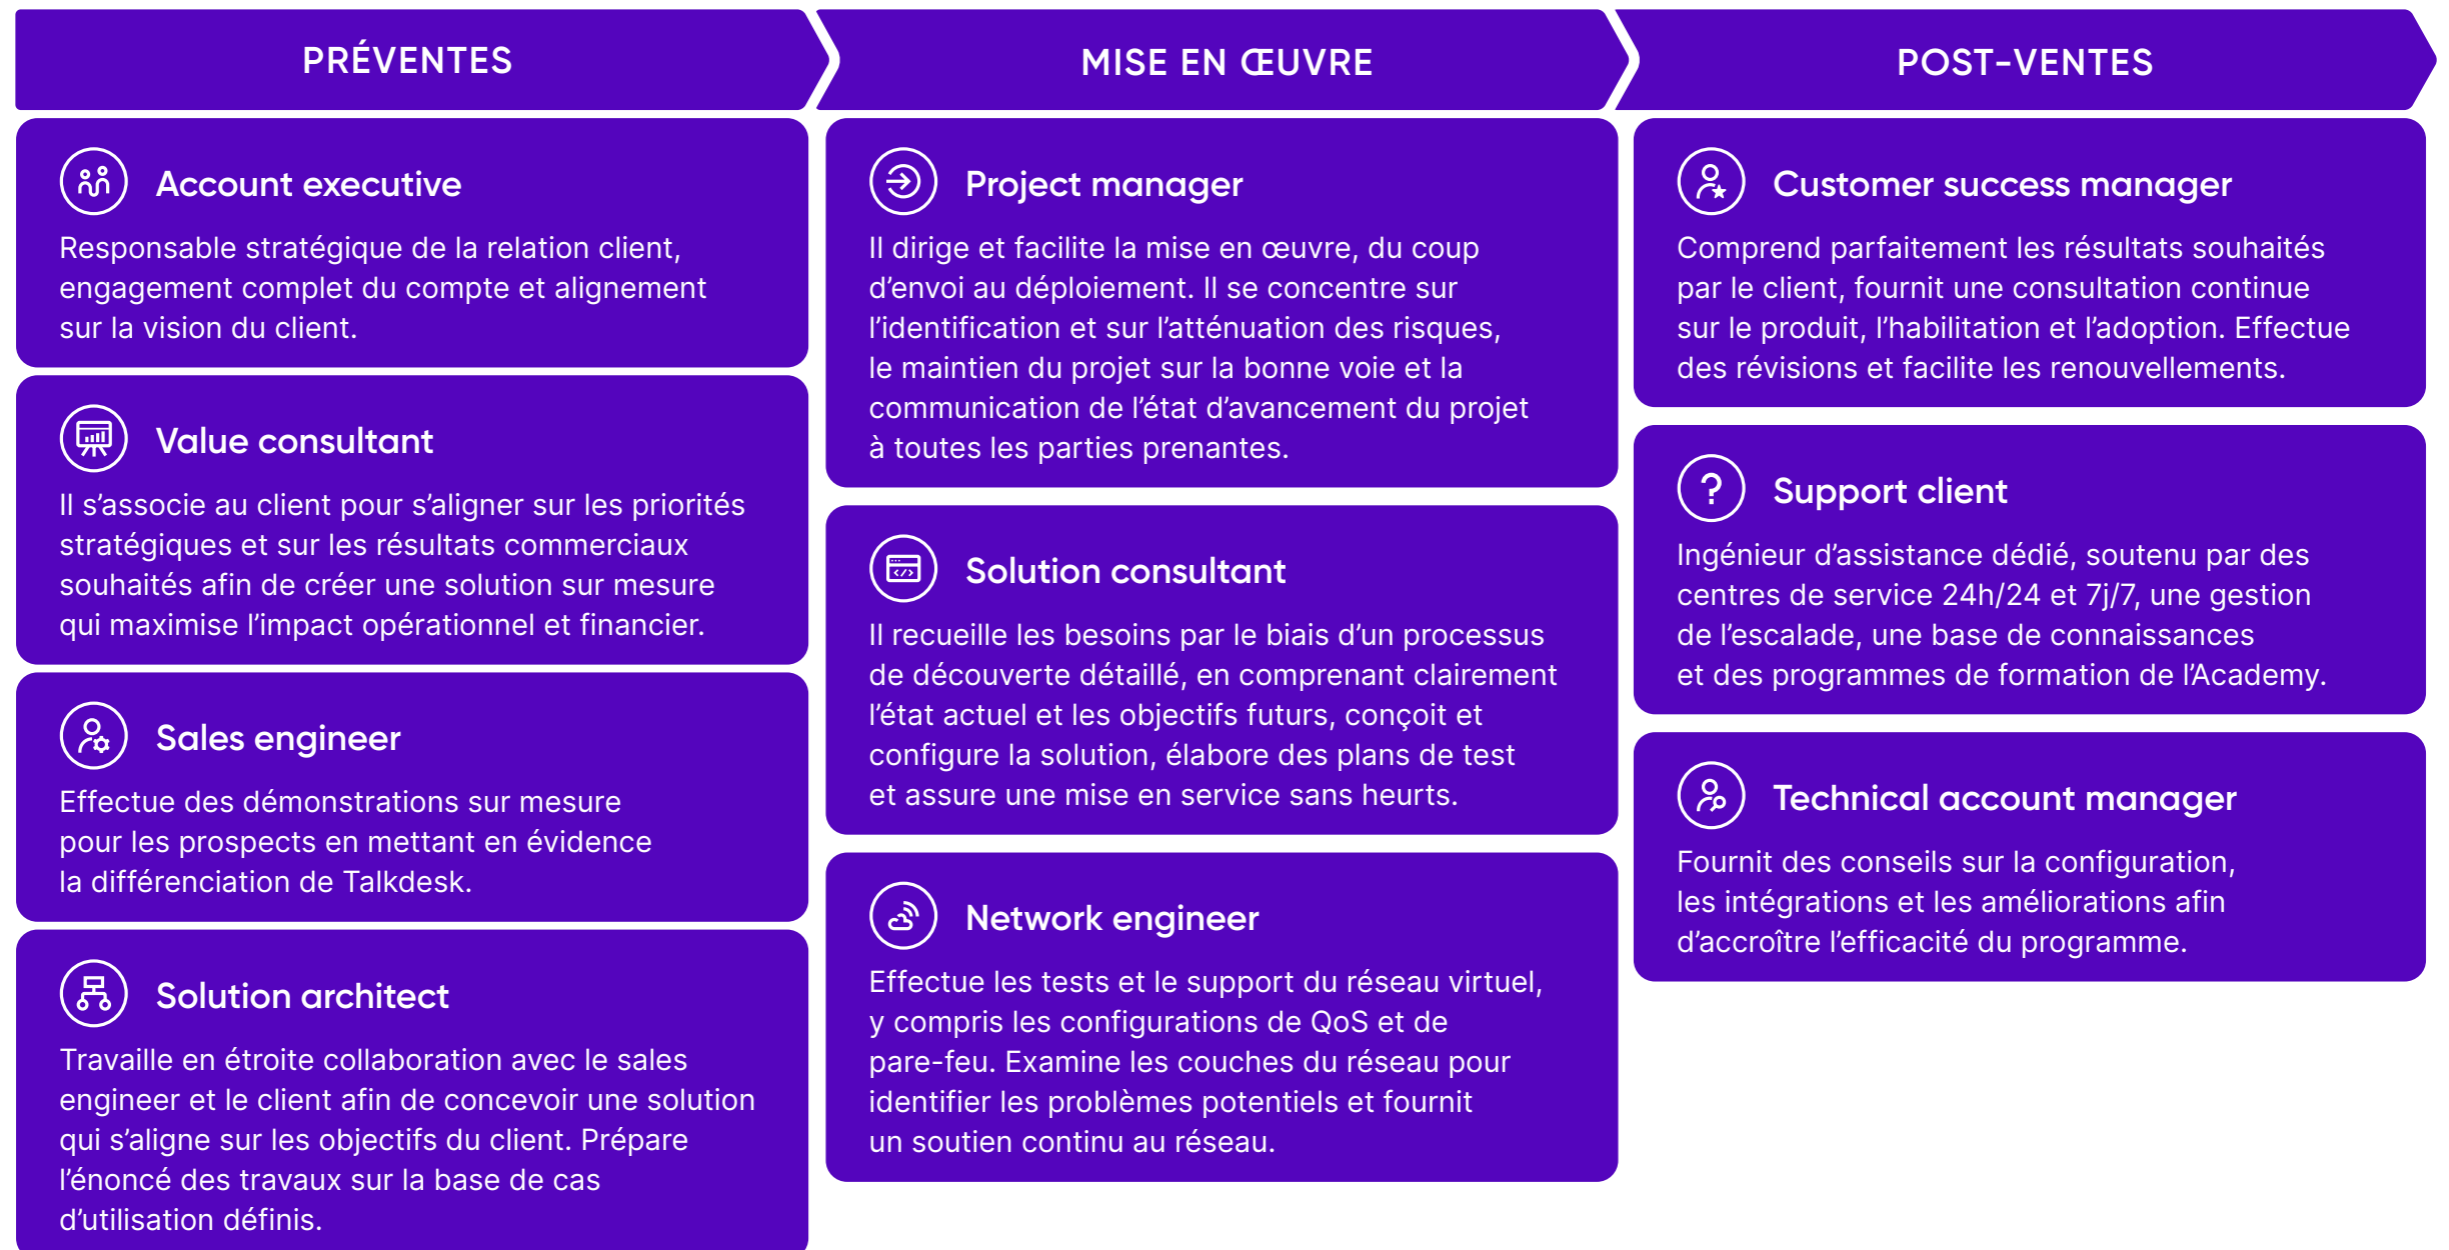 PRÉVENTES
Account executive
Responsable stratégique de la relation client,
engagement complet du compte et alignement
sur la vision du client.
Value consultant
Il s’associe au client pour s’aligner sur les priorités
stratégiques et sur les résultats commerciaux
souhaités afin de créer une solution sur mesure
qui maximise l’impact opérationnel et financier.
Sales engineer
Effectue des démonstrations sur mesure
pour les prospects en mettant en évidence
la différenciation de Talkdesk.
Solution architect
Travaille en étroite collaboration avec le sales
engineer et le client afin de concevoir une solution
qui s’aligne sur les objectifs du client. Prépare
l’énoncé des travaux sur la base de cas
d’utilisation définis.
MISE EN ŒUVRE
Project manager
Il dirige et facilite la mise en œuvre, du coup
d’envoi au déploiement. Il se concentre sur
l’identification et sur l’atténuation des risques,
le maintien du projet sur la bonne voie et la
communication de l’état d’avancement du projet
à toutes les parties prenantes.
Solution consultant
Il recueille les besoins par le biais d’un processus
de découverte détaillé, en comprenant clairement
l’état actuel et les objectifs futurs, conçoit et
configure la solution, élabore des plans de test
et assure une mise en service sans heurts.
Network engineer
Effectue les tests et le support du réseau virtuel,
y compris les configurations de QoS et de
pare-feu. Examine les couches du réseau pour
identifier les problèmes potentiels et fournit
un soutien continu au réseau.
POST-VENTES
Customer success manager
Comprend parfaitement les résultats souhaités
par le client, fournit une consultation continue
sur le produit, l’habilitation et l’adoption. Effectue
des révisions et facilite les renouvellements.
Support client
Ingénieur d’assistance dédié, soutenu par des
centres de service 24h/24 et 7j/7, une gestion
de l’escalade, une base de connaissances
et des programmes de formation de l’Academy.
Technical account manager
Fournit des conseils sur la configuration,
les intégrations et les améliorations afin
d’accroître l’efficacité du programme.